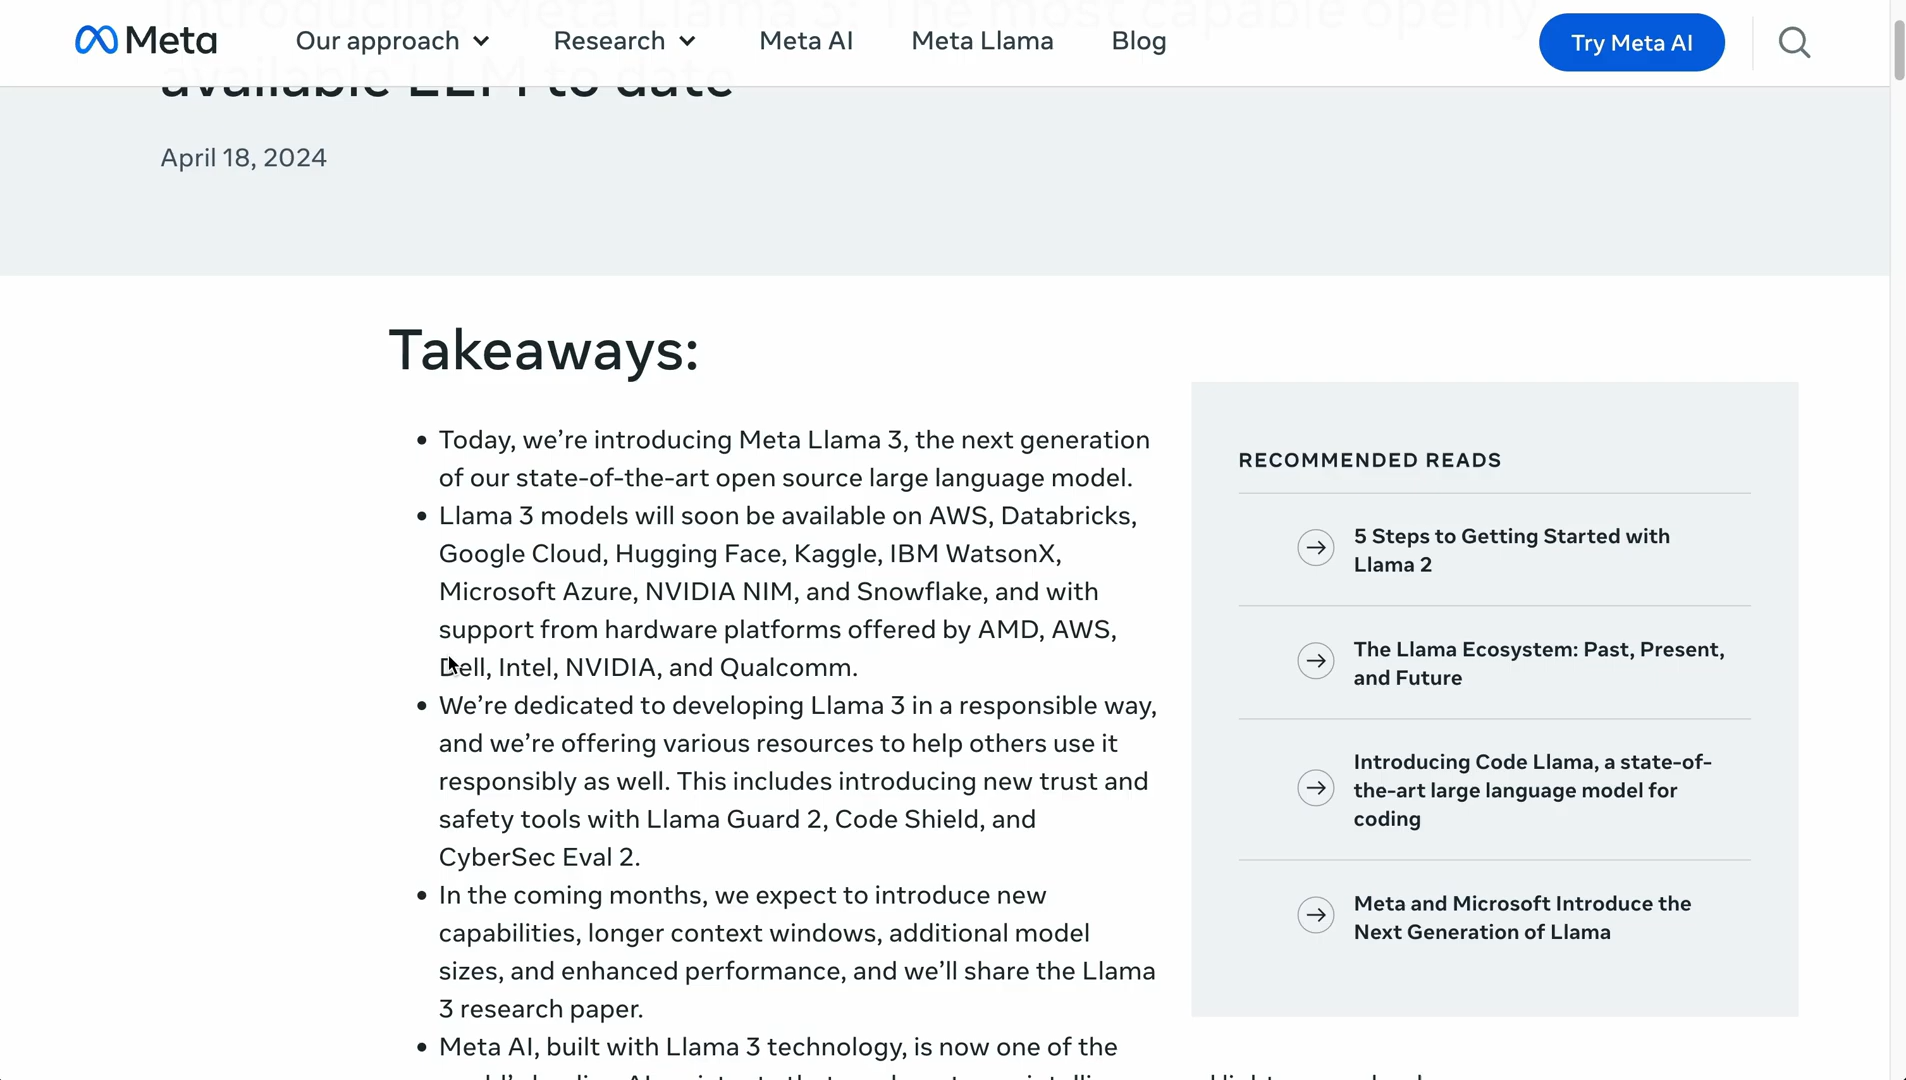 Introducing Meta Llama 3: The most capable openly
available LLM to date
Meta
Our approach
Research
Meta AI
Meta Llama
Blog
Try Meta AI
April 18, 2024
Takeaways:
• Today, we’re introducing Meta Llama 3, the next generation
of our state-of-the-art open source large language model.
• Llama 3 models will soon be available on AWS, Databricks,
Google Cloud, Hugging Face, Kaggle, IBM WatsonX,
Microsoft Azure, NVIDIA NIM, and Snowflake, and with
support from hardware platforms offered by AMD, AWS,
Dell, Intel, NVIDIA, and Qualcomm.
• We’re dedicated to developing Llama 3 in a responsible way,
and we’re offering various resources to help others use it
responsibly as well. This includes introducing new trust and
safety tools with Llama Guard 2, Code Shield, and
CyberSec Eval 2.
• In the coming months, we expect to introduce new
capabilities, longer context windows, additional model
sizes, and enhanced performance, and we’ll share the Llama
3 research paper.
• Meta AI, built with Llama 3 technology, is now one of the
RECOMMENDED READS
5 Steps to Getting Started with
Llama 2
The Llama Ecosystem: Past, Present,
and Future
Introducing Code Llama, a state-of-
the-art large language model for
coding
Meta and Microsoft Introduce the
Next Generation of Llama